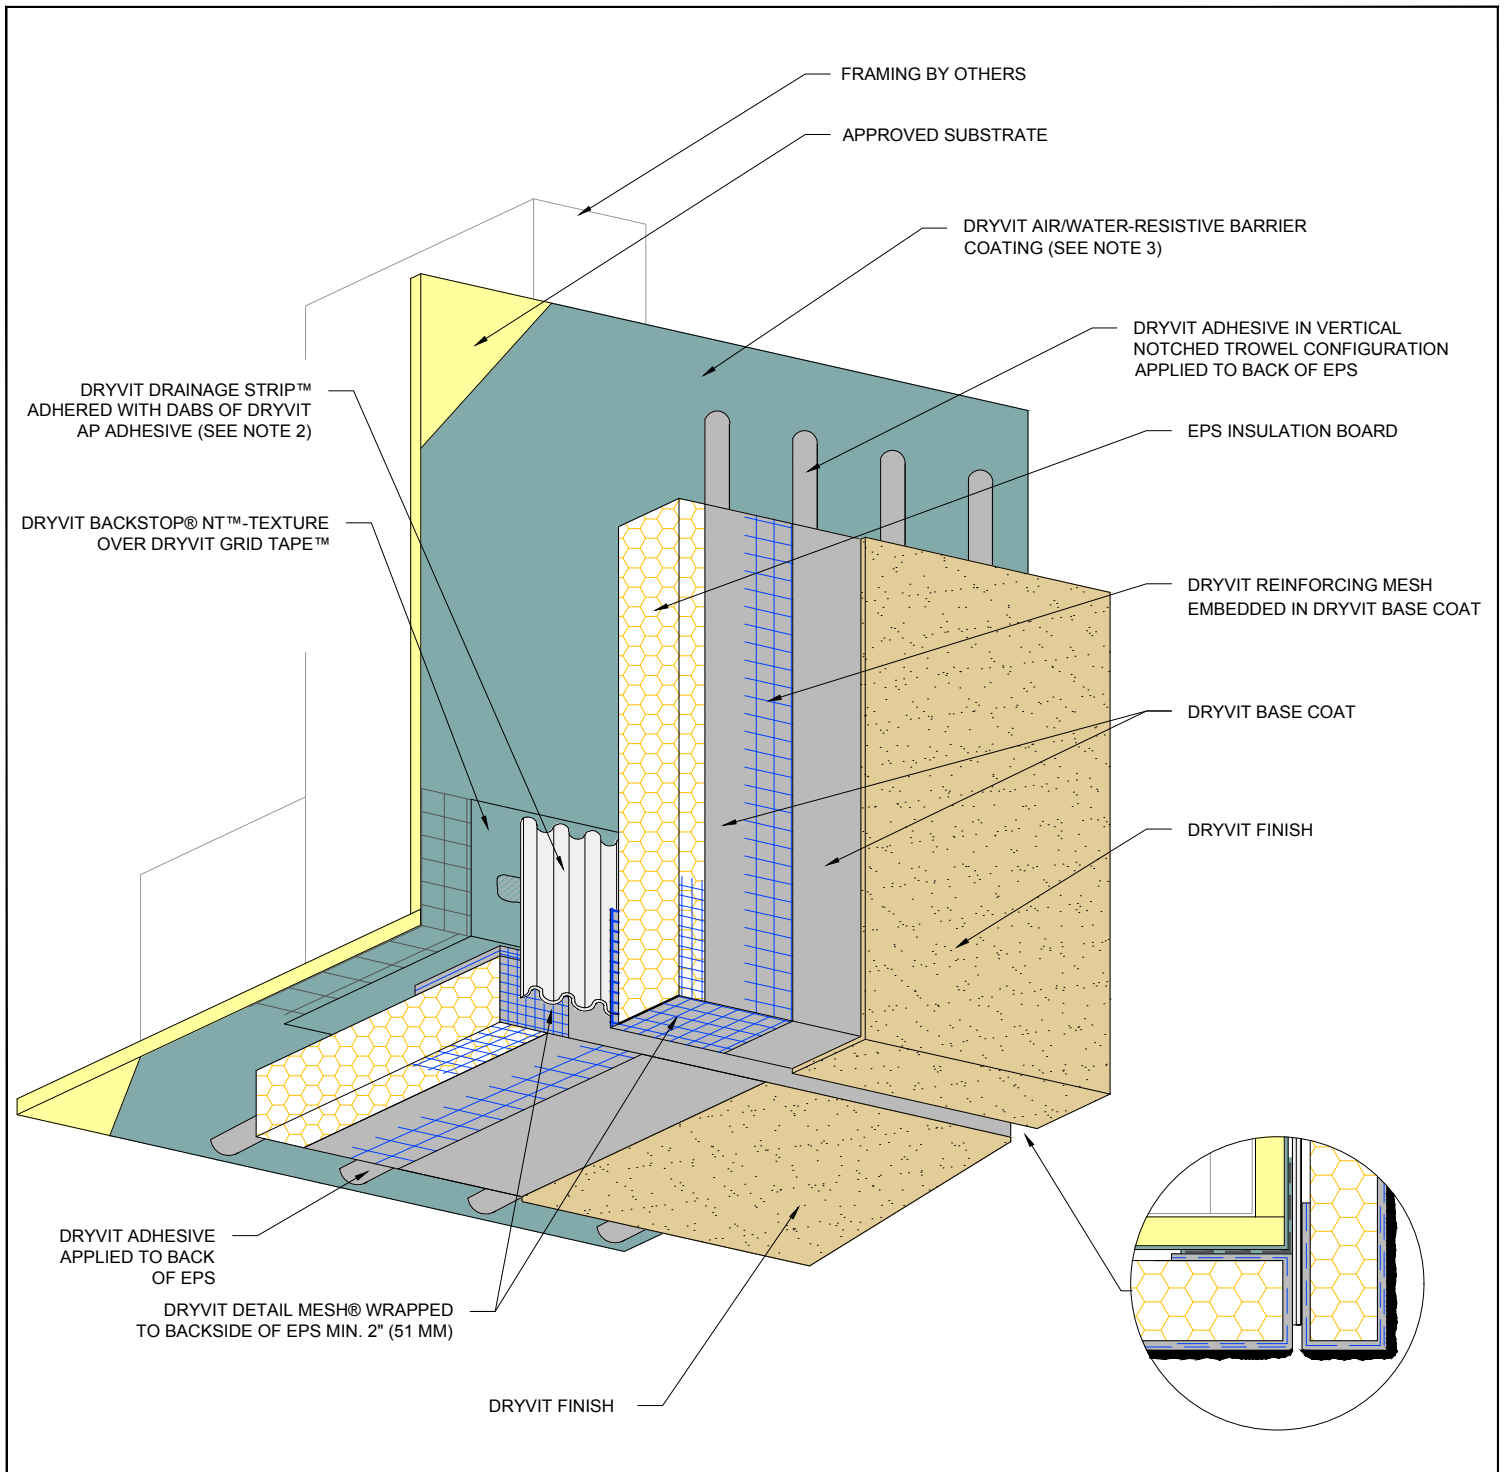 FRAMING BY OTHERS
APPROVED SUBSTRATE
DRYVIT AIR/WATER-RESISTIVE BARRIER
COATING (SEE NOTE 3)
DRYVIT ADHESIVE IN VERTICAL
NOTCHED TROWEL CONFIGURATION
APPLIED TO BACK OF EPS
DRYVIT DRAINAGE STRIP™
ADHERED WITH DABS OF DRYVIT
AP ADHESIVE (SEE NOTE 2)
EPS INSULATION BOARD
DRYVIT BACKSTOP® NT™-TEXTURE
OVER DRYVIT GRID TAPE™
DRYVIT REINFORCING MESH
EMBEDDED IN DRYVIT BASE COAT
DRYVIT BASE COAT
DRYVIT FINISH
DRYVIT ADHESIVE
APPLIED TO BACK
OF EPS
DRYVIT DETAIL MESH® WRAPPED
TO BACKSIDE OF EPS MIN. 2" (51 MM)
DRYVIT FINISH